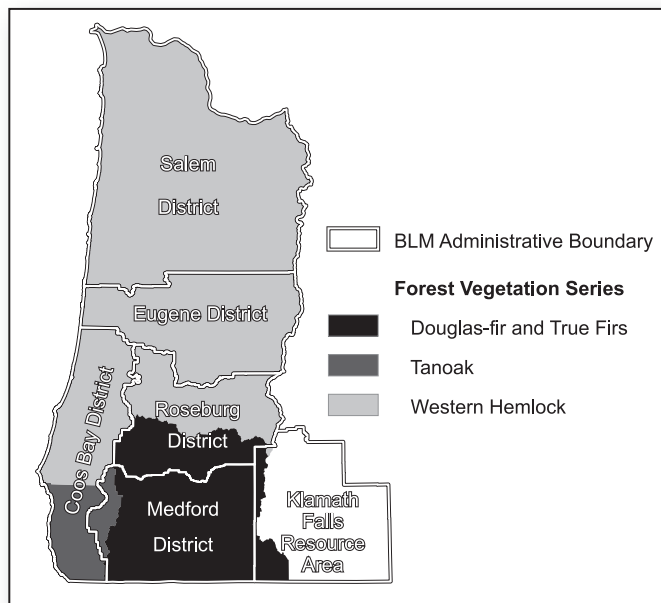 Salem
District
BLM Administrative Boundary
Forest Vegetation Series
Eugene District
Douglas-fir and True Firs
Tanoak
Western Hemlock
Coos Bay District
Roseburg
District
Medford
District
Klamath
Falls
Resource
Area